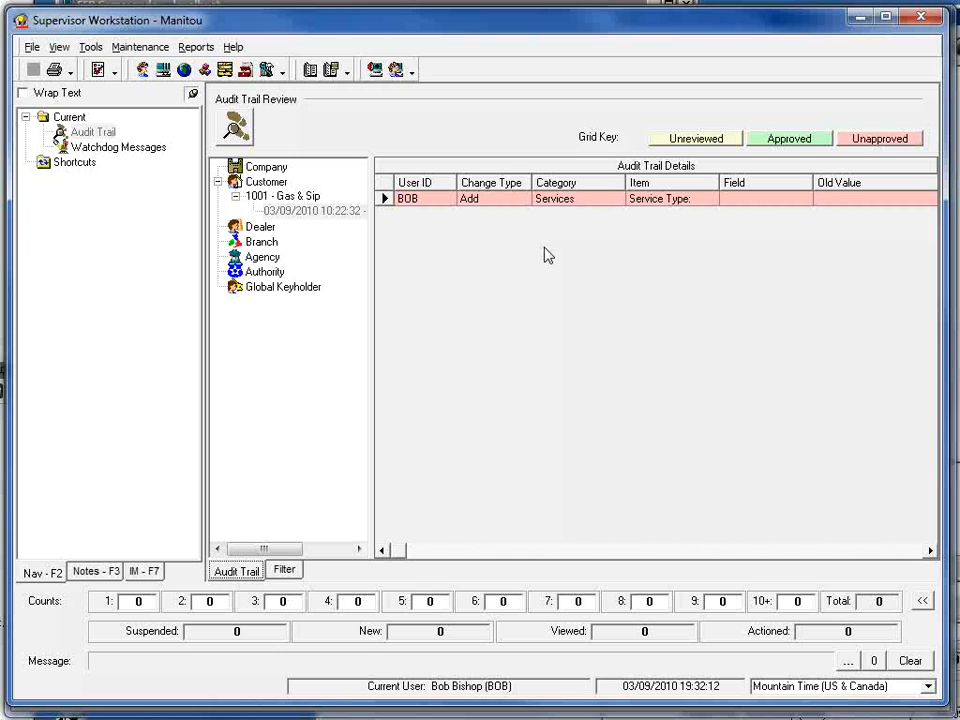 Supervisor Workstation - Manitou
File View Tools Maintenance Reports Help
Wrap Text
Current
Audit Trail
Watchdog Messages
Shortcuts
Audit Trail Review
Grid Key: Unreviewed Approved Unapproved
Company
Customer
1001 - Gas & Sip
03/09/2010 10:22:32 -
Dealer
Branch
Agency
Authority
Global Keyholder
Audit Trail Details
User ID Change Type Category Item Field Old Value
BOB Add Services Service Type:
Nav - F2 Notes - F3 IM - F7
Audit Trail Filter
Counts: 1: 0 2: 0 3: 0 4: 0 5: 0 6: 0 7: 0 8: 0 9: 0 10+: 0 Total: 0 <<
Suspended: 0 New: 0 Viewed: 0 Actioned: 0
Message: ... 0 Clear
Current User: Bob Bishop (BOB) 03/09/2010 19:32:12 Mountain Time (US & Canada)